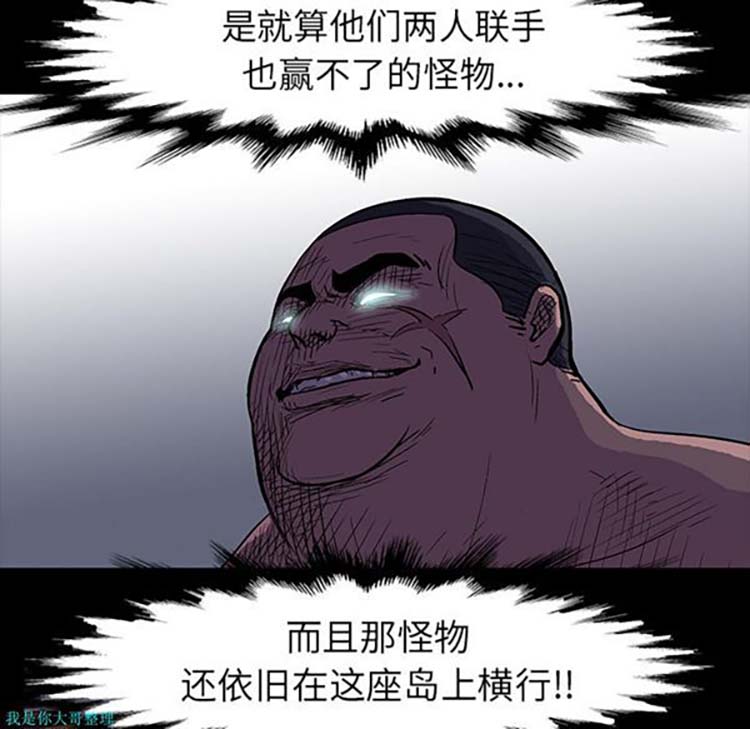 是就算他们两人联手
也赢不了的怪物...
而且那怪物
还依旧在这座岛上横行!!
我是你大哥整理